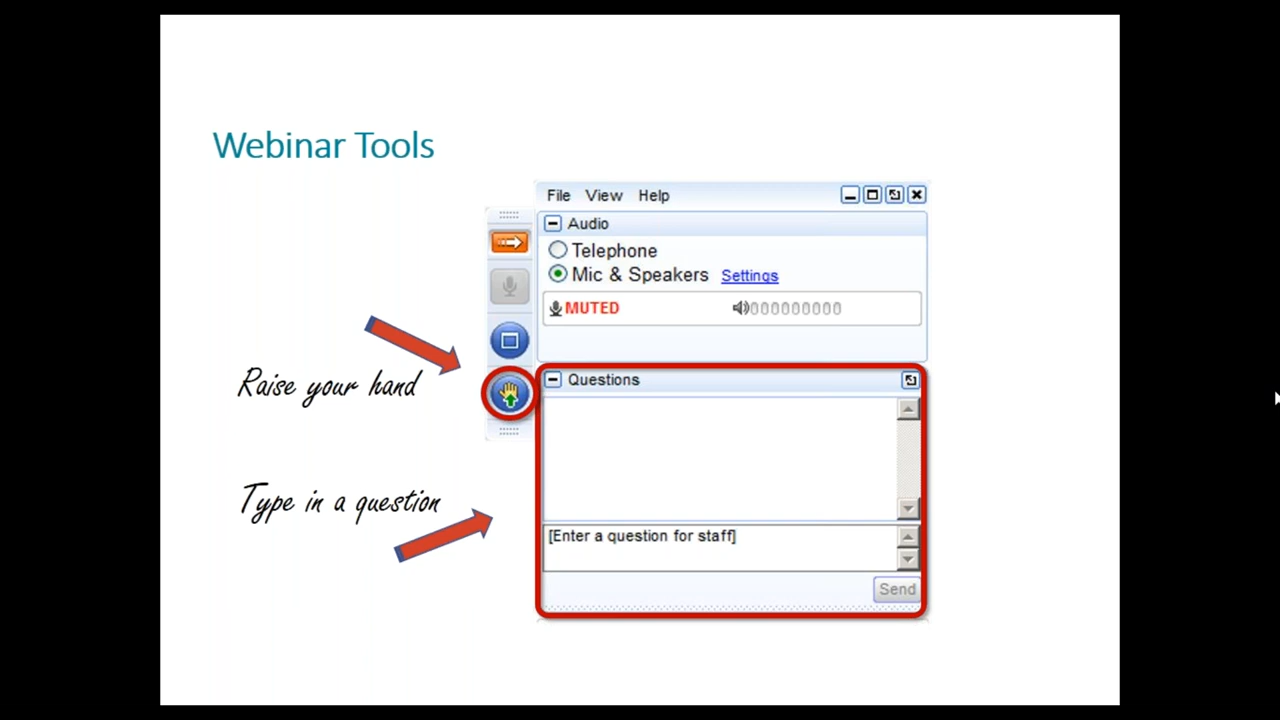 Webinar Tools
File View Help
Audio
Telephone
Mic & Speakers Settings
MUTED
Raise your hand
Questions
Type in a question
[Enter a question for staff]
Send